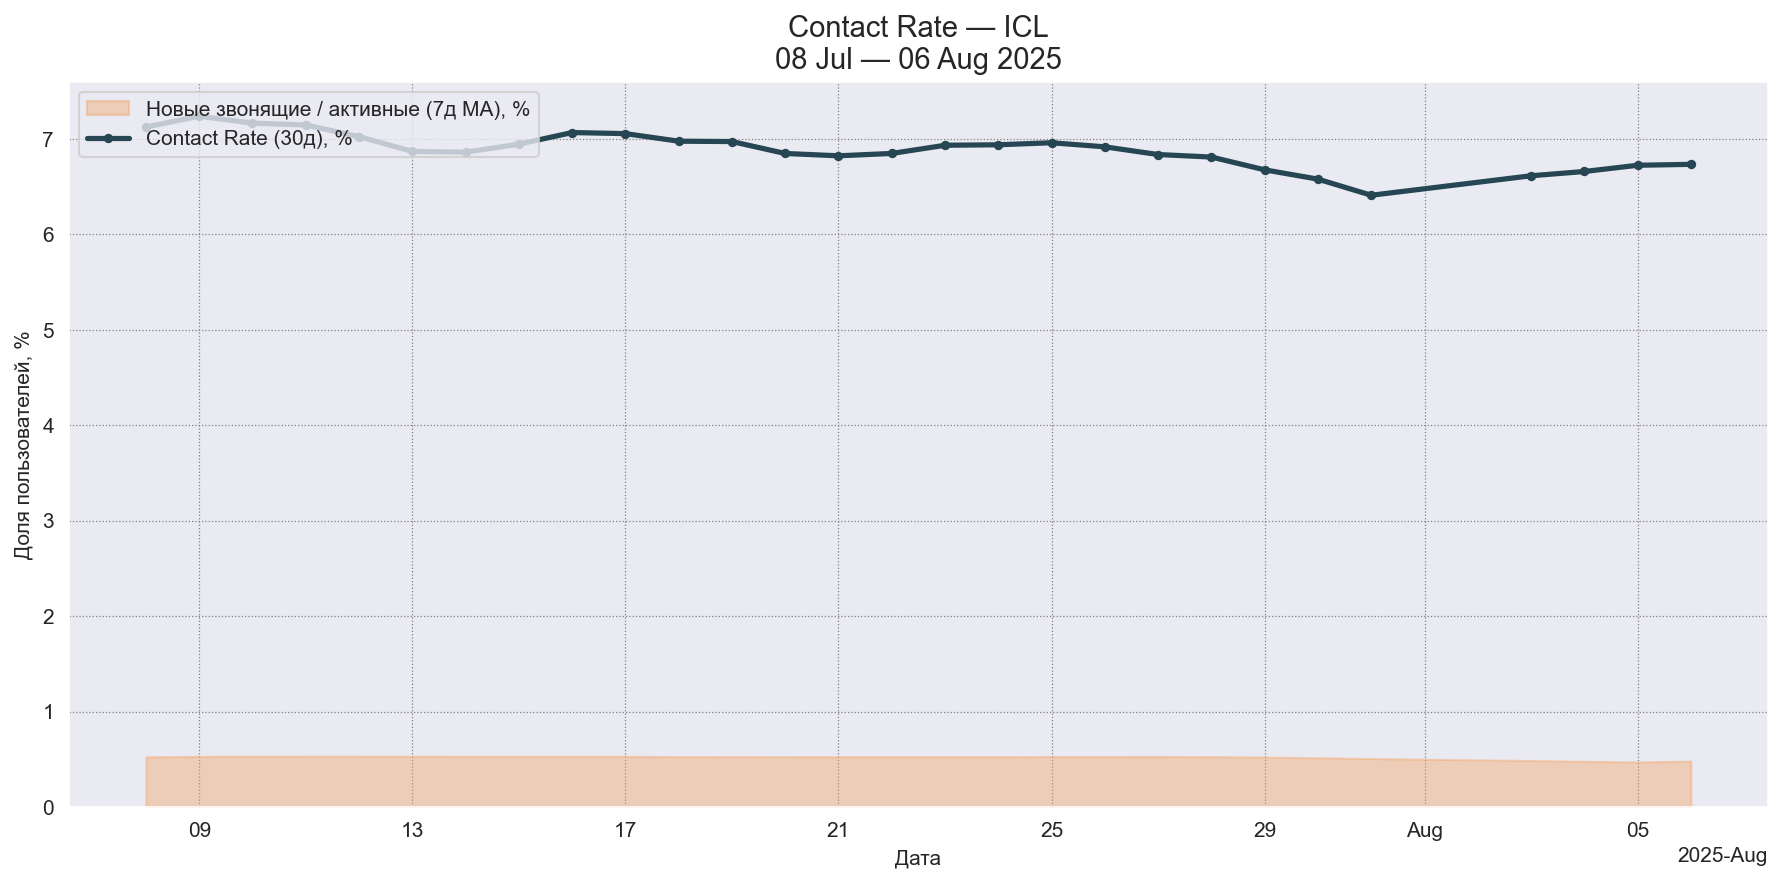 Contact Rate — ICL
08 Jul — 06 Aug 2025
Новые звонящие / активные (7д MA), %
Contact Rate (30д), %
Доля пользователей, %
7
6
5
4
3
2
1
0
09
13
17
21
25
29
Aug
05
Дата
2025-Aug